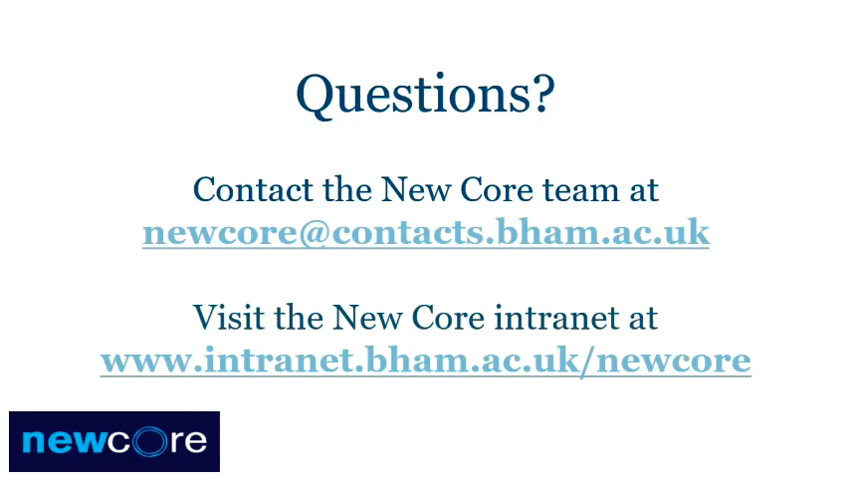 Questions?
Contact the New Core team at
newcore@contacts.bham.ac.uk
Visit the New Core intranet at
www.intranet.bham.ac.uk/newcore
newcore